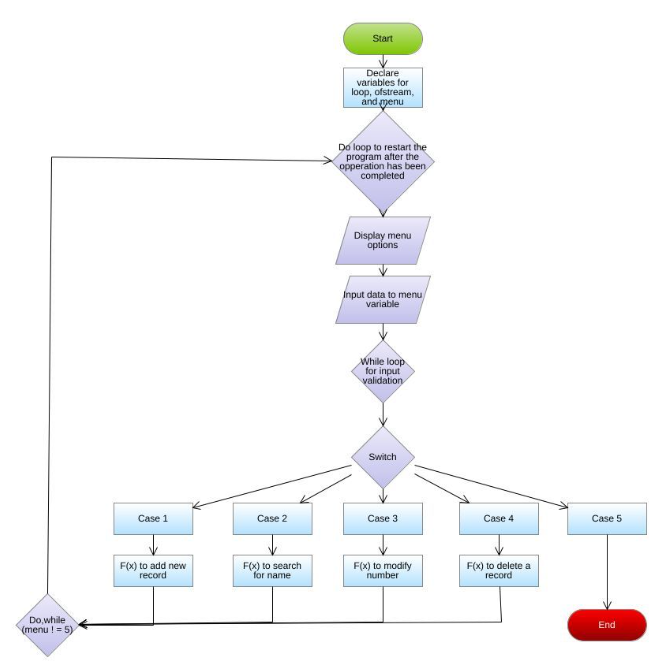 Start
Declare
variables for
loop, ofstream,
and menu
Do loop to restart the
program after the
opperation has been
completed
Display menu
options
Input data to menu
variable
While loop
for input
validation
Switch
Case 1
Case 2
Case 3
Case 4
Case 5
F(x) to add new
record
F(x) to search
for name
F(x) to modify
number
F(x) to delete a
record
Do,while
(menu ! = 5)
End